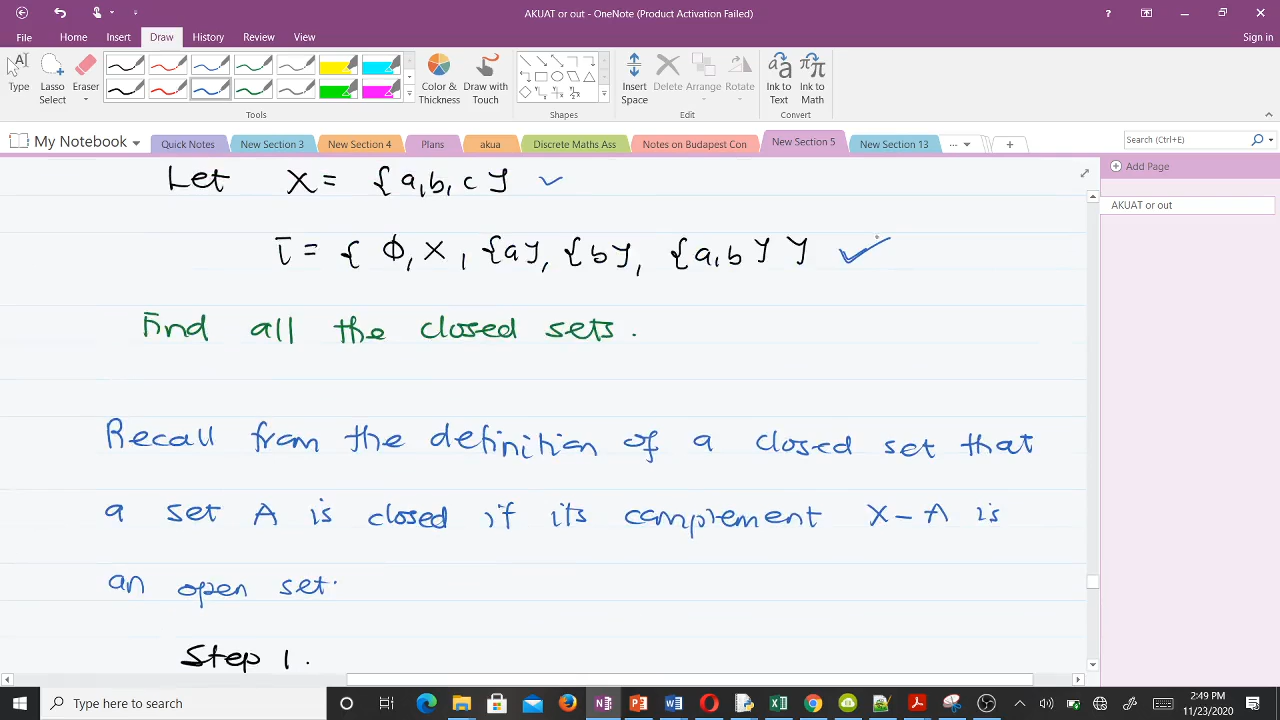 AKUAT or out - OneNote (Product Activation Failed)
File Home Insert Draw History Review View Sign in
Type
Lasso Select
Eraser
Color & Thickness
Draw with Touch
Insert Space
Delete
Arrange
Rotate
Ink to Text
Ink to Math
Tools Shapes Edit Convert
My Notebook Quick Notes New Section 3 New Section 4 Plans akua Discrete Maths Ass Notes on Budapest Con New Section 5 New Section 13 ... Search (Ctrl+E)
Add Page
AKUAT or out
Let X = {a,b,c} ✓
τ = { Φ, X, {a}, {b}, {a,b} } ✓
Find all the closed sets.
Recall from the definition of a closed set that
a set A is closed if its complement X - A is
an open set.
Step 1.
Type here to search
2:49 PM
11/23/2020